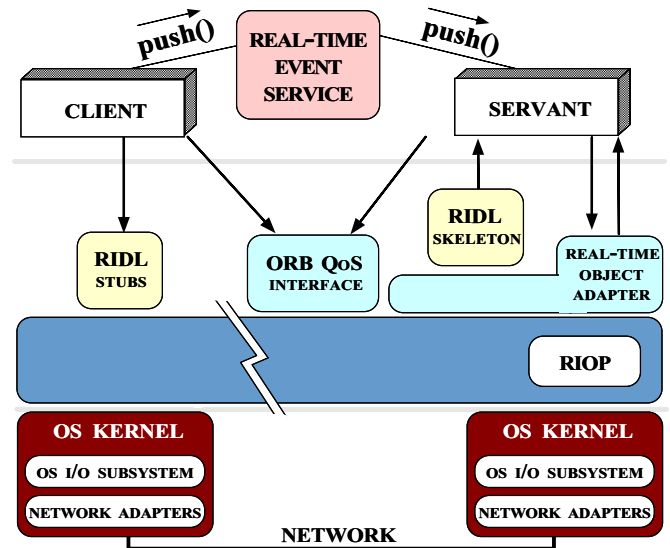 push()
REAL-TIME
EVENT
SERVICE
push()
CLIENT
SERVANT
RIDL
STUBS
ORB QoS
INTERFACE
RIDL
SKELETON
REAL-TIME
OBJECT
ADAPTER
RIOP
OS KERNEL
OS I/O SUBSYSTEM
NETWORK ADAPTERS
OS KERNEL
OS I/O SUBSYSTEM
NETWORK ADAPTERS
NETWORK